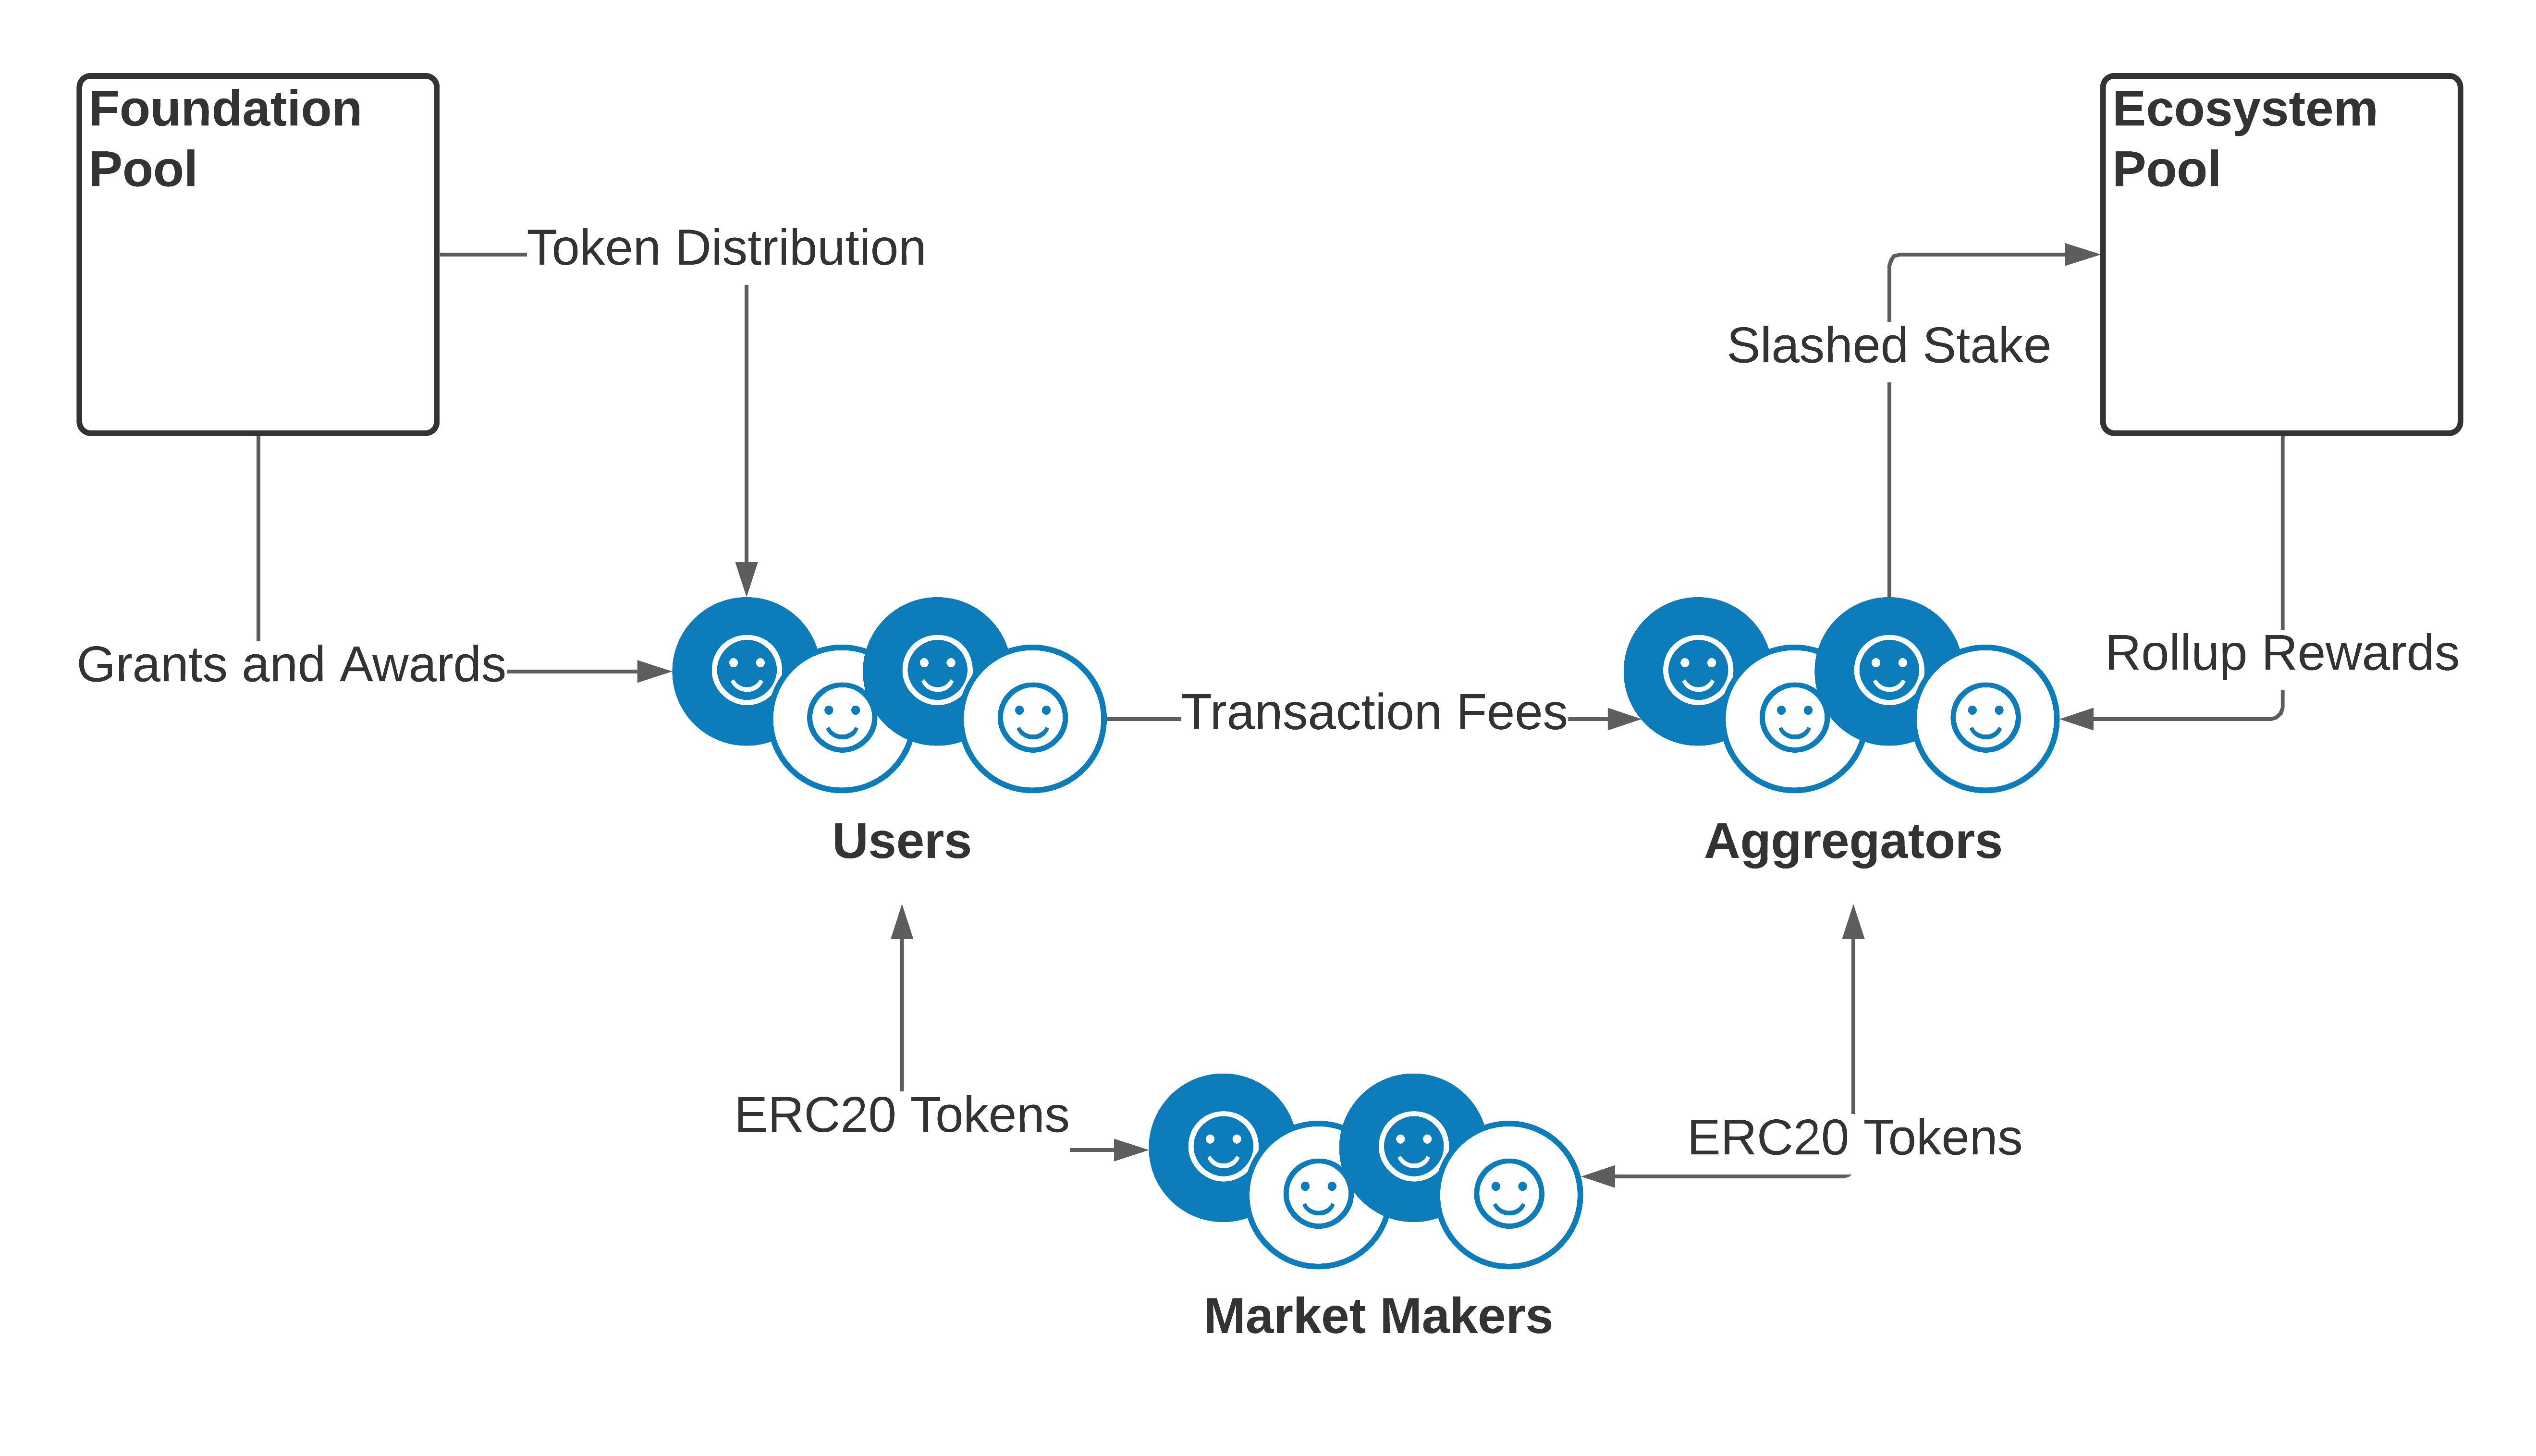 Foundation
Pool
Ecosystem
Pool
Token Distribution
Slashed Stake
Grants and Awards
Rollup Rewards
Transaction Fees
Users
Aggregators
ERC20 Tokens
ERC20 Tokens
Market Makers